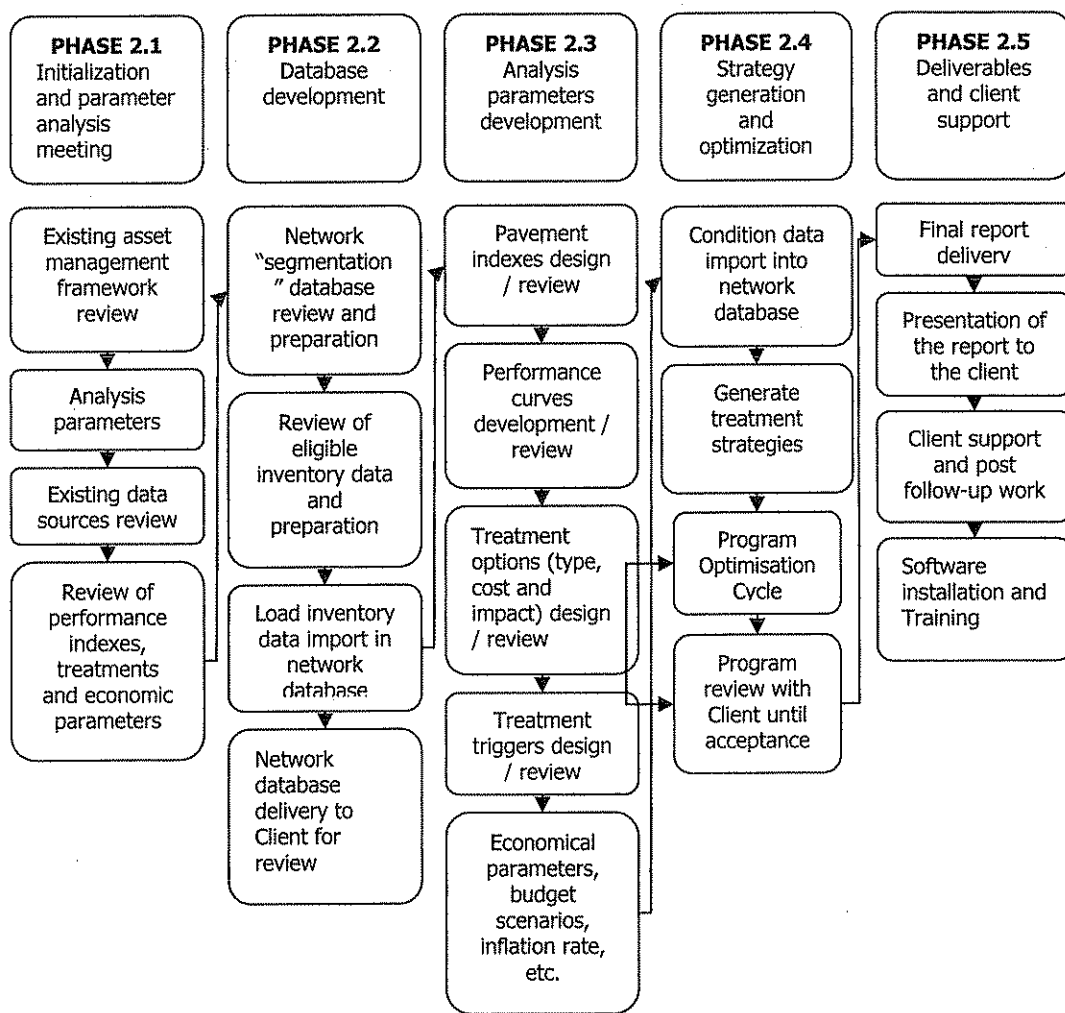 PHASE 2.1
Initialization
and parameter
analysis
meeting
Existing asset
management
framework
review
Analysis
parameters
Existing data
sources review
Review of
performance
indexes,
treatments
and economic
parameters
PHASE 2.2
Database
development
Network
“segmentation
” database
review and
preparation
Review of
eligible
inventory data
and
preparation
Load inventory
data import in
network
database
Network
database
delivery to
Client for
review
PHASE 2.3
Analysis
parameters
development
Pavement
indexes design
/ review
Performance
curves
development /
review
Treatment
options (type,
cost and
impact) design
/ review
Treatment
triggers design
/ review
Economical
parameters,
budget
scenarios,
inflation rate,
etc.
PHASE 2.4
Strategy
generation
and
optimization
Condition data
import into
network
database
Generate
treatment
strategies
Program
Optimisation
Cycle
Program
review with
Client until
acceptance
PHASE 2.5
Deliverables
and client
support
Final report
delivery
Presentation of
the report to
the client
Client support
and post
follow-up work
Software
installation and
Training